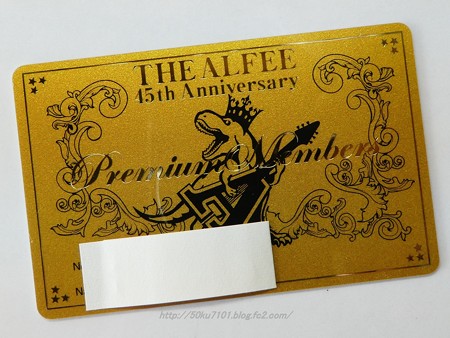 THE ALFEE
45th Anniversary
Premium Members
http://50ku7101.blog.fc2.com/